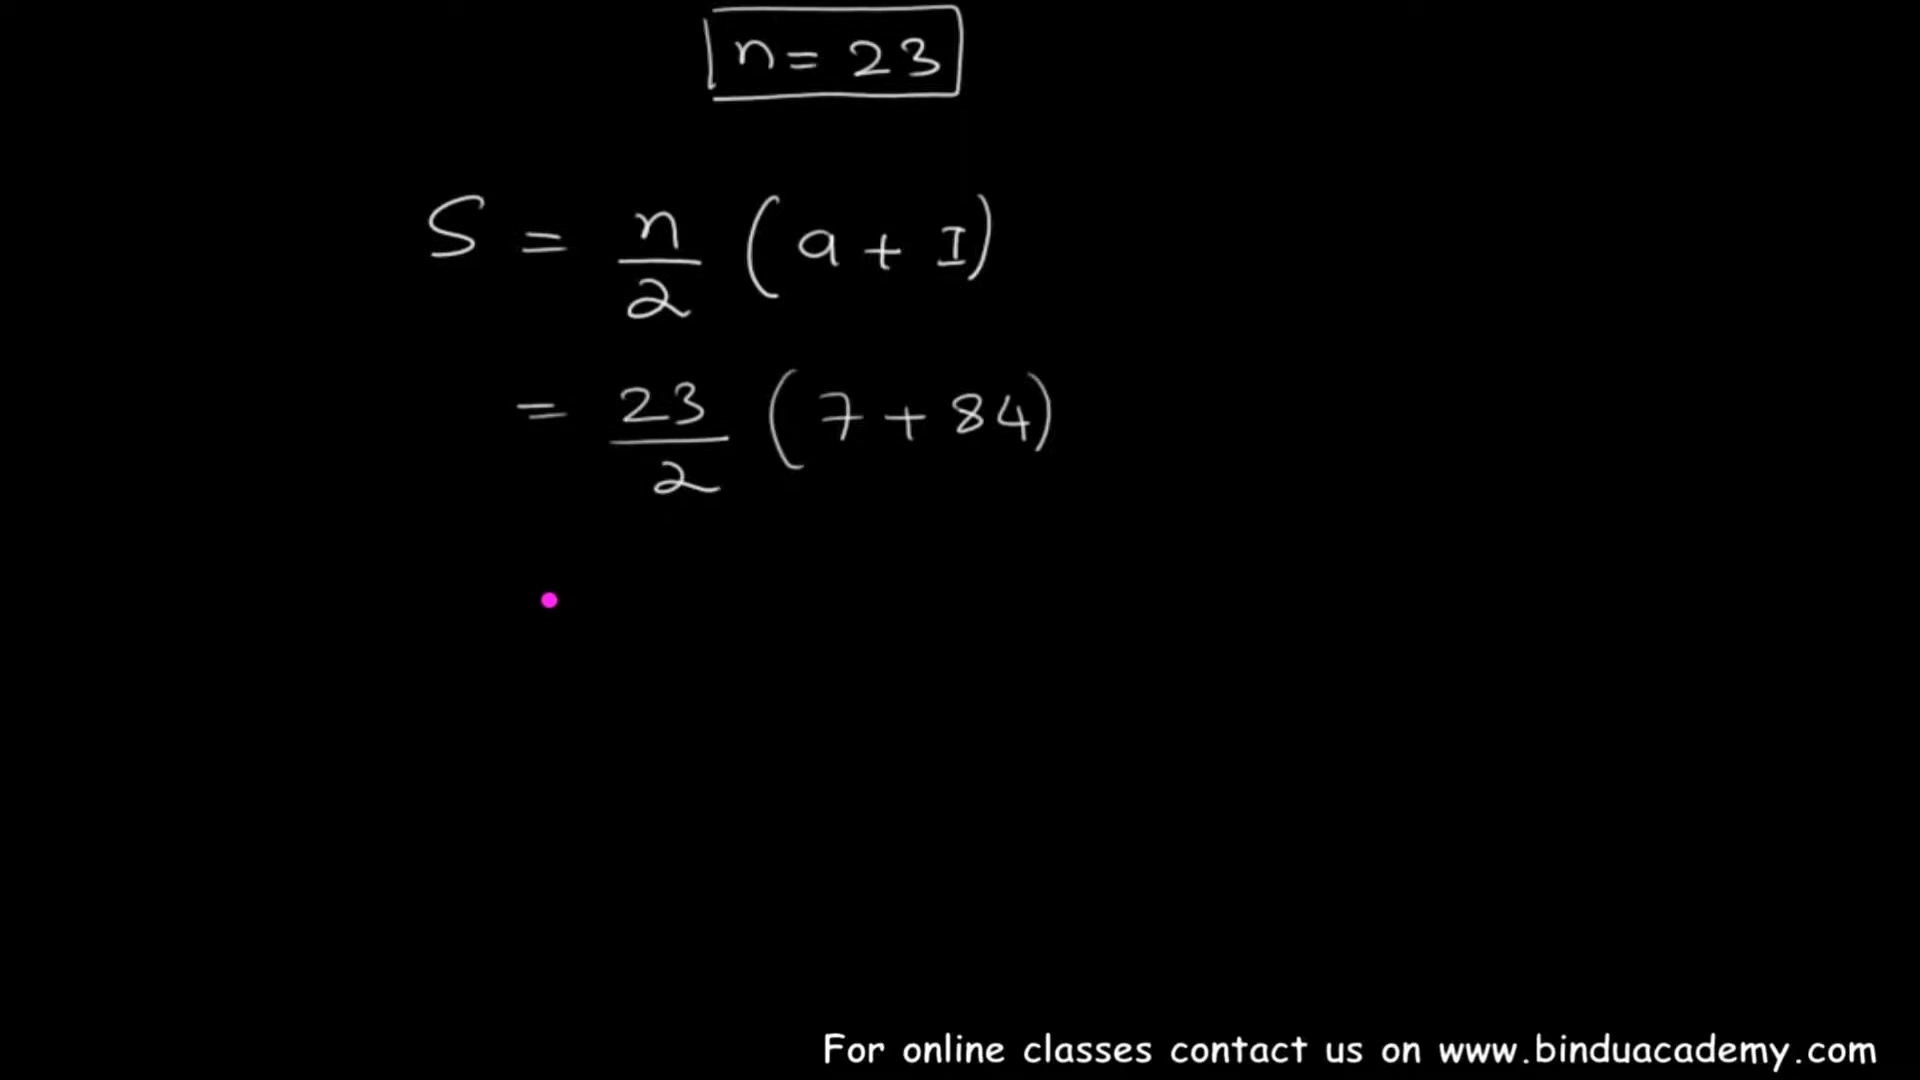 n = 23
S = n/2 (a + I)
= 23/2 (7 + 84)
For online classes contact us on www.binduacademy.com